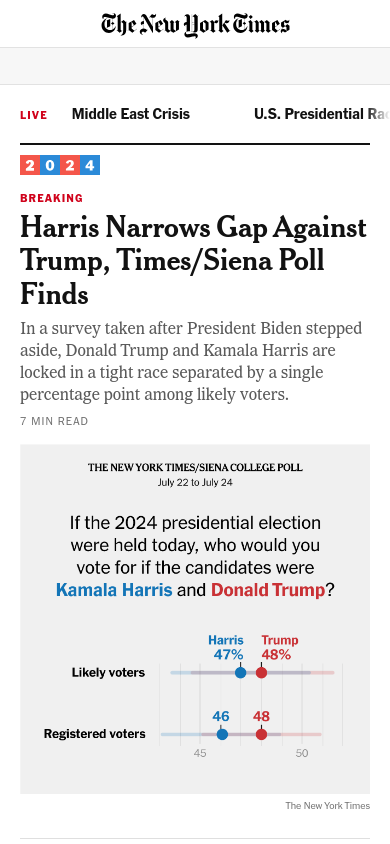 The New York Times
LIVE Middle East Crisis U.S. Presidential Rac
2024
BREAKING
Harris Narrows Gap Against
Trump, Times/Siena Poll
Finds
In a survey taken after President Biden stepped
aside, Donald Trump and Kamala Harris are
locked in a tight race separated by a single
percentage point among likely voters.
7 MIN READ
THE NEW YORK TIMES/SIENA COLLEGE POLL
July 22 to July 24
If the 2024 presidential election
were held today, who would you
vote for if the candidates were
Kamala Harris and Donald Trump?
Harris Trump
47% 48%
Likely voters
46 48
Registered voters
45 50
The New York Times